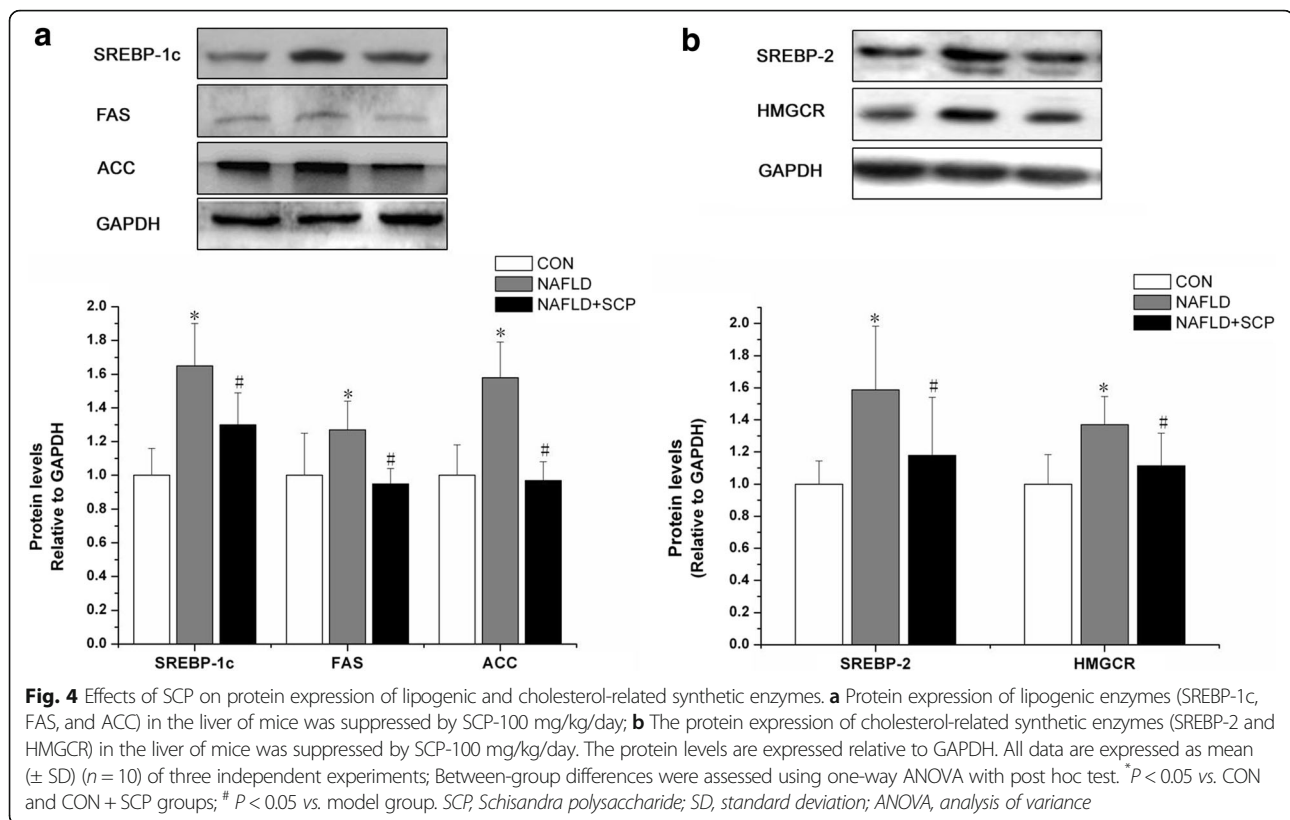 a
SREBP-1c
FAS
ACC
GAPDH
CON
NAFLD
NAFLD+SCP
Protein levels
Relative to GAPDH
2.0
1.8
1.6
1.4
1.2
1.0
0.8
0.6
0.4
0.2
0.0
*
#
*
#
*
#
SREBP-1c FAS ACC
b
SREBP-2
HMGCR
GAPDH
CON
NAFLD
NAFLD+SCP
Protein levels
(Relative to GAPDH)
2.0
1.8
1.6
1.4
1.2
1.0
0.8
0.6
0.4
0.2
0.0
*
#
*
#
SREBP-2 HMGCR
Fig. 4 Effects of SCP on protein expression of lipogenic and cholesterol-related synthetic enzymes. a Protein expression of lipogenic enzymes (SREBP-1c,
FAS, and ACC) in the liver of mice was suppressed by SCP-100 mg/kg/day; b The protein expression of cholesterol-related synthetic enzymes (SREBP-2 and
HMGCR) in the liver of mice was suppressed by SCP-100 mg/kg/day. The protein levels are expressed relative to GAPDH. All data are expressed as mean
(± SD) (n = 10) of three independent experiments; Between-group differences were assessed using one-way ANOVA with post hoc test. *P < 0.05 vs. CON
and CON + SCP groups; # P < 0.05 vs. model group. SCP, Schisandra polysaccharide; SD, standard deviation; ANOVA, analysis of variance